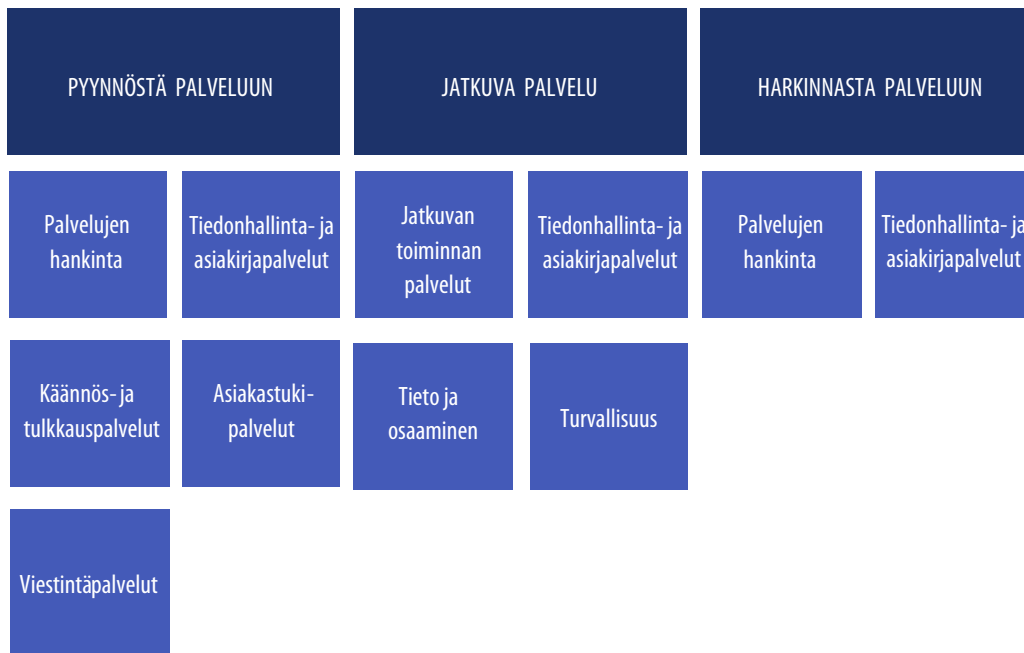 PYYNNÖSTÄ PALVELUUN
JATKUVA PALVELU
HARKINNASTA PALVELUUN
Palvelujen
hankinta
Tiedonhallinta- ja
asiakirjapalvelut
Jatkuvan
toiminnan
palvelut
Tiedonhallinta- ja
asiakirjapalvelut
Palvelujen
hankinta
Tiedonhallinta- ja
asiakirjapalvelut
Käännös- ja
tulkkauspalvelut
Asiakastuki-
palvelut
Tieto ja
osaaminen
Turvallisuus
Viestintäpalvelut